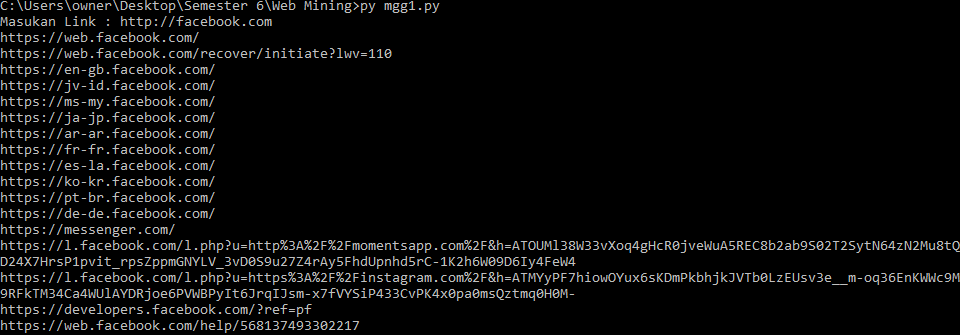 C:\Users\owner\Desktop\Semester 6\Web Mining>py mgg1.py
Masukan Link : http://facebook.com
https://web.facebook.com/
https://web.facebook.com/recover/initiate?lwv=110
https://en-gb.facebook.com/
https://jv-id.facebook.com/
https://ms-my.facebook.com/
https://ja-jp.facebook.com/
https://ar-ar.facebook.com/
https://fr-fr.facebook.com/
https://es-la.facebook.com/
https://ko-kr.facebook.com/
https://pt-br.facebook.com/
https://de-de.facebook.com/
https://messenger.com/
https://l.facebook.com/l.php?u=http%3A%2F%2Fmomentsapp.com%2F&h=ATOUMl38W33vXoq4gHcR0jveWuA5REC8b2ab9S02T2SytN64zN2Mu8tQ
D24X7HrsP1pvit_rpsZppmGNYLV_3vD0S9u27Z4rAy5FhdUpnhd5rC-1K2h6W09D6Iy4FeW4
https://l.facebook.com/l.php?u=https%3A%2F%2Finstagram.com%2F&h=ATMYyPF7hiowOYux6sKDmPkbhjkJVTb0LzEUsv3e__m-oq36EnKWWc9M
9RFkTM34Ca4WUlAYDRjoe6PVWBPyIt6JrqIJsm-x7fVYSiP433CvPK4x0pa0msQztmq0H0M-
https://developers.facebook.com/?ref=pf
https://web.facebook.com/help/568137493302217